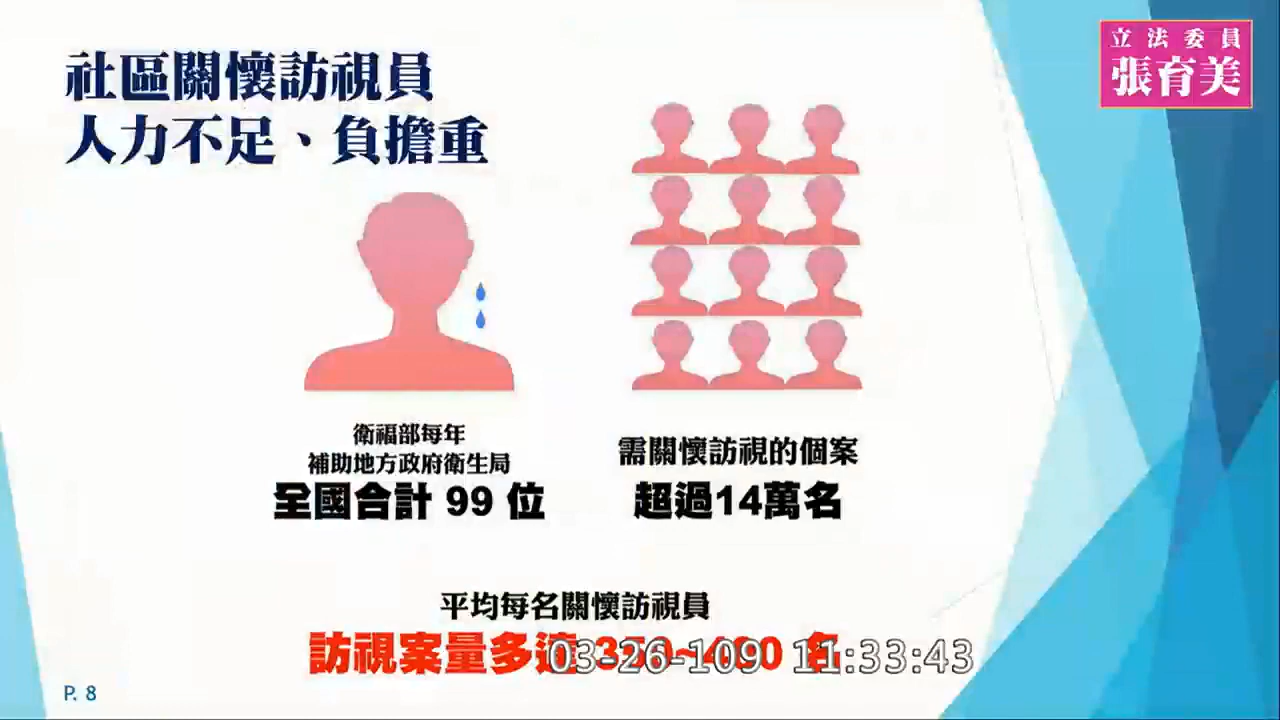 社區關懷訪視員
人力不足、負擔重
立法委員
張育美
衛福部每年
補助地方政府衛生局
全國合計 99 位
需關懷訪視的個案
超過14萬名
平均每名關懷訪視員
訪視案量多達 350~400 名
03-26-109 11:33:43
P. 8